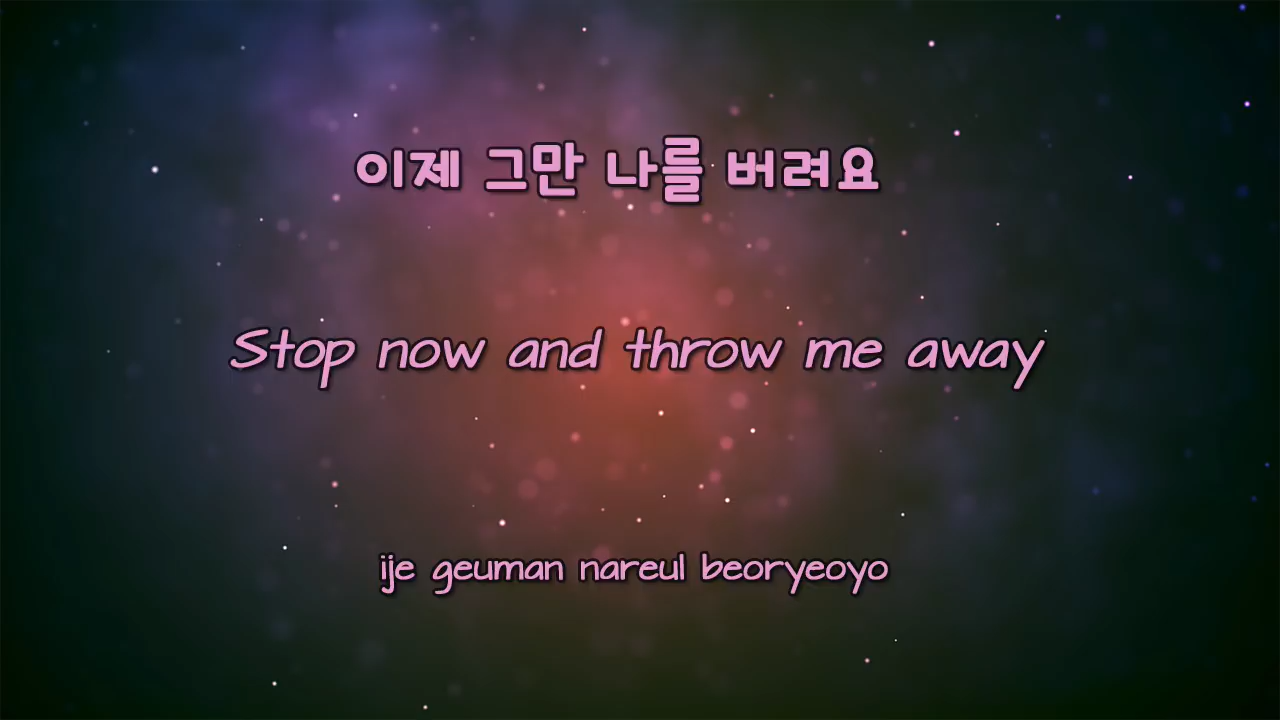 이제 그만 나를 버려요
Stop now and throw me away
ije geuman nareul beoryeoyo